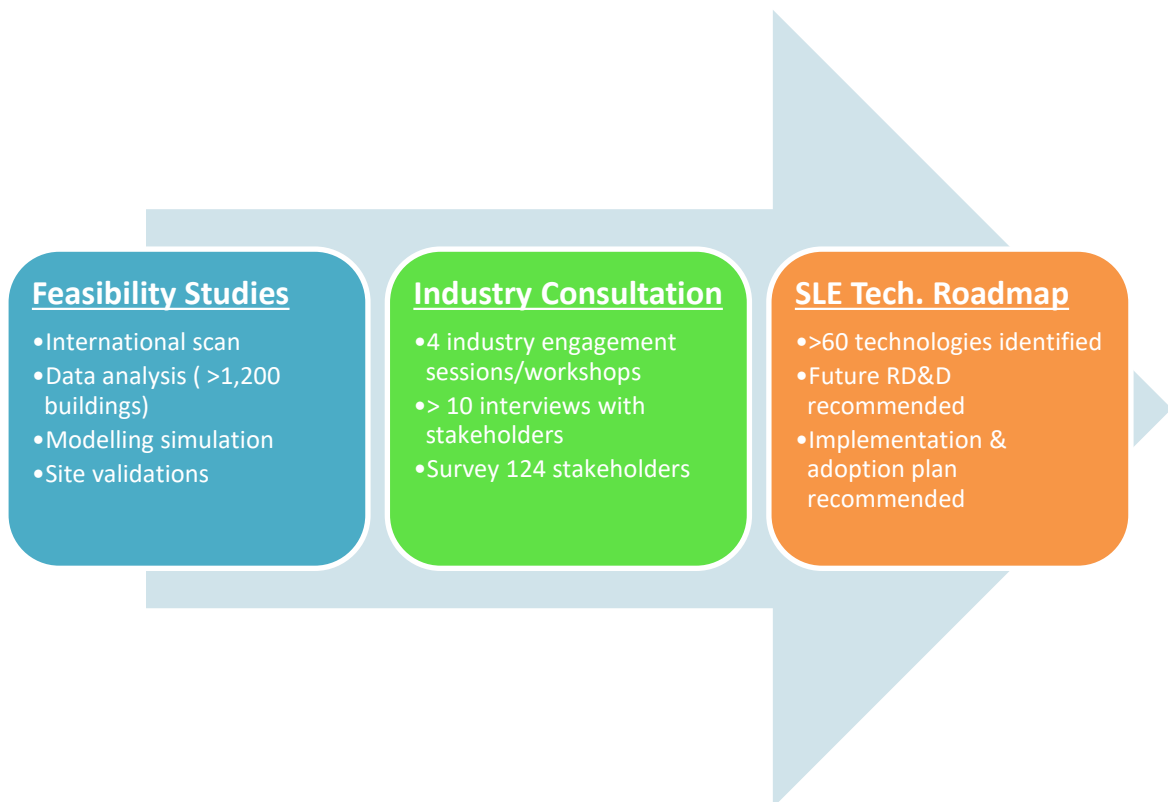 Feasibility Studies
•International scan
•Data analysis ( >1,200
buildings)
•Modelling simulation
•Site validations
Industry Consultation
•4 industry engagement
sessions/workshops
•> 10 interviews with
stakeholders
•Survey 124 stakeholders
SLE Tech. Roadmap
•>60 technologies identified
•Future RD&D
recommended
•Implementation &
adoption plan
recommended